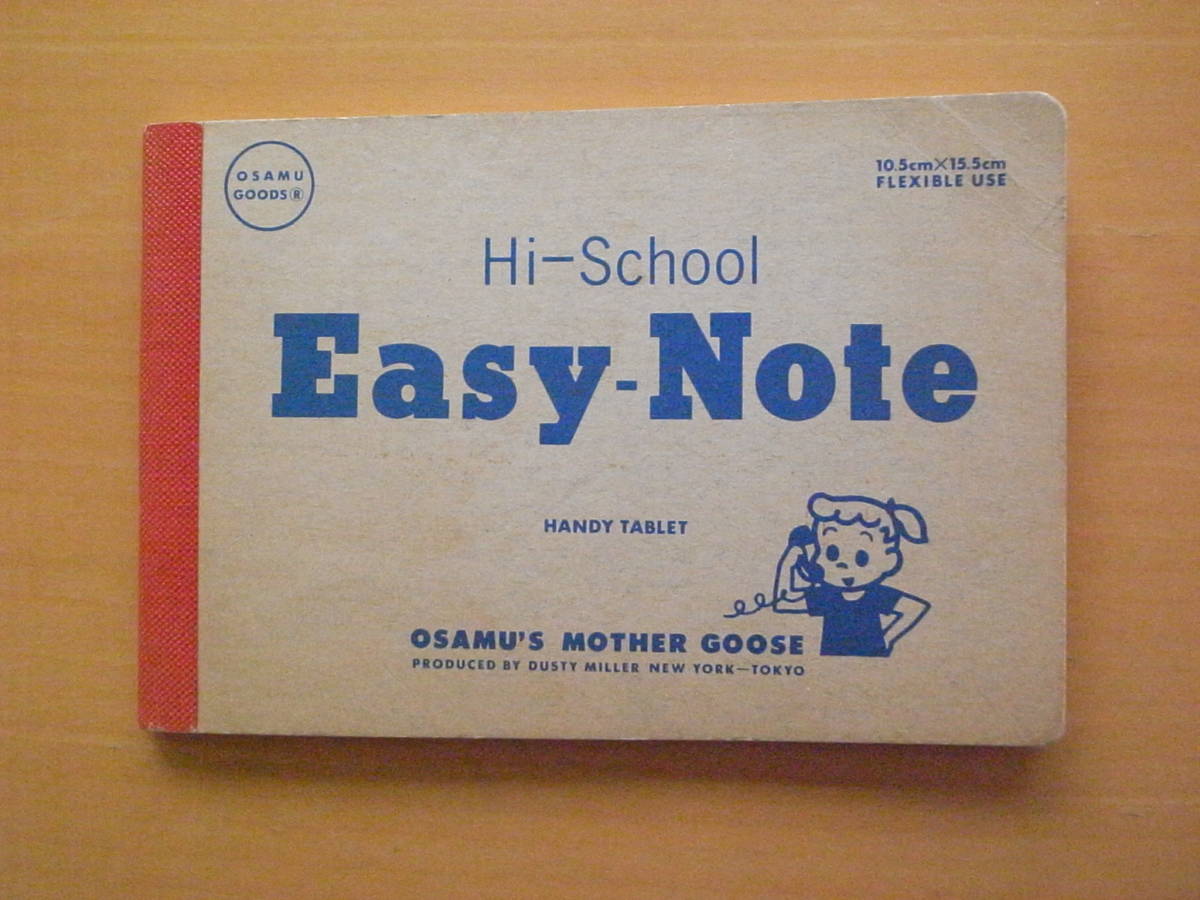 OSAMU
GOODS®
10.5cm×15.5cm
FLEXIBLE USE
Hi-School
Easy-Note
HANDY TABLET
OSAMU'S MOTHER GOOSE
PRODUCED BY DUSTY MILLER NEW YORK—TOKYO